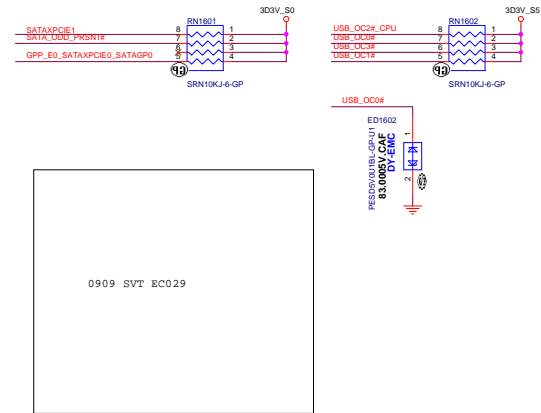 3D3V_S0
RN1601
SATAXPCIE1 8 1
SATA_ODD_PRSNT# 7 2
6 3
GPP_E0_SATAXPCIE0_SATAGP0 5 4
SRN10KJ-6-GP
3D3V_S5
RN1602
USB_OC2#_CPU 8 1
USB_OC0# 7 2
USB_OC3# 6 3
USB_OC1# 5 4
SRN10KJ-6-GP
USB_OC0#
ED1602
1
2
PESD5V0U1BL-GP-U1
83.0005V.CAF
DY-EMC
0909 SVT EC029